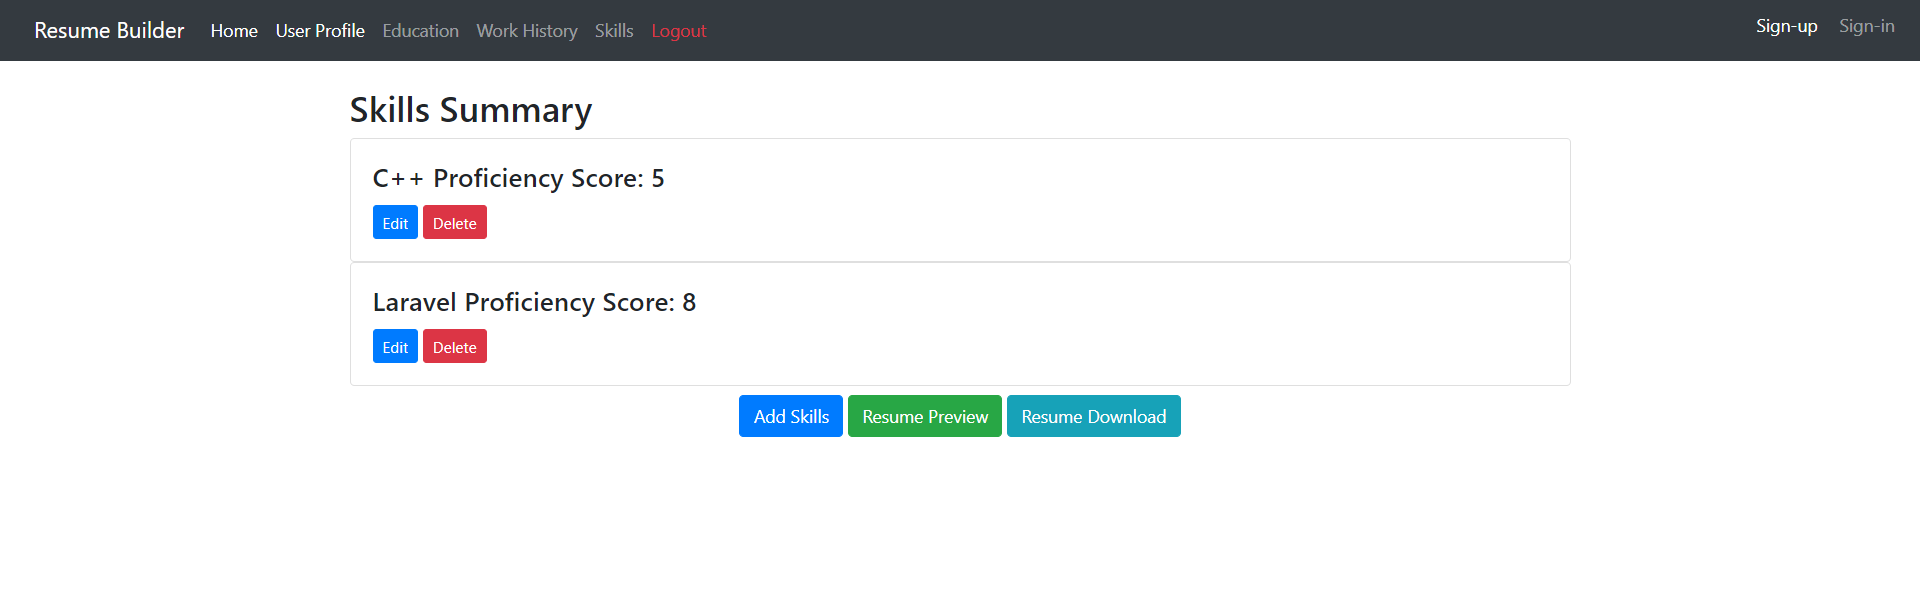 Resume Builder Home User Profile Education Work History Skills Logout Sign-up Sign-in
Skills Summary
C++ Proficiency Score: 5
Edit Delete
Laravel Proficiency Score: 8
Edit Delete
Add Skills Resume Preview Resume Download